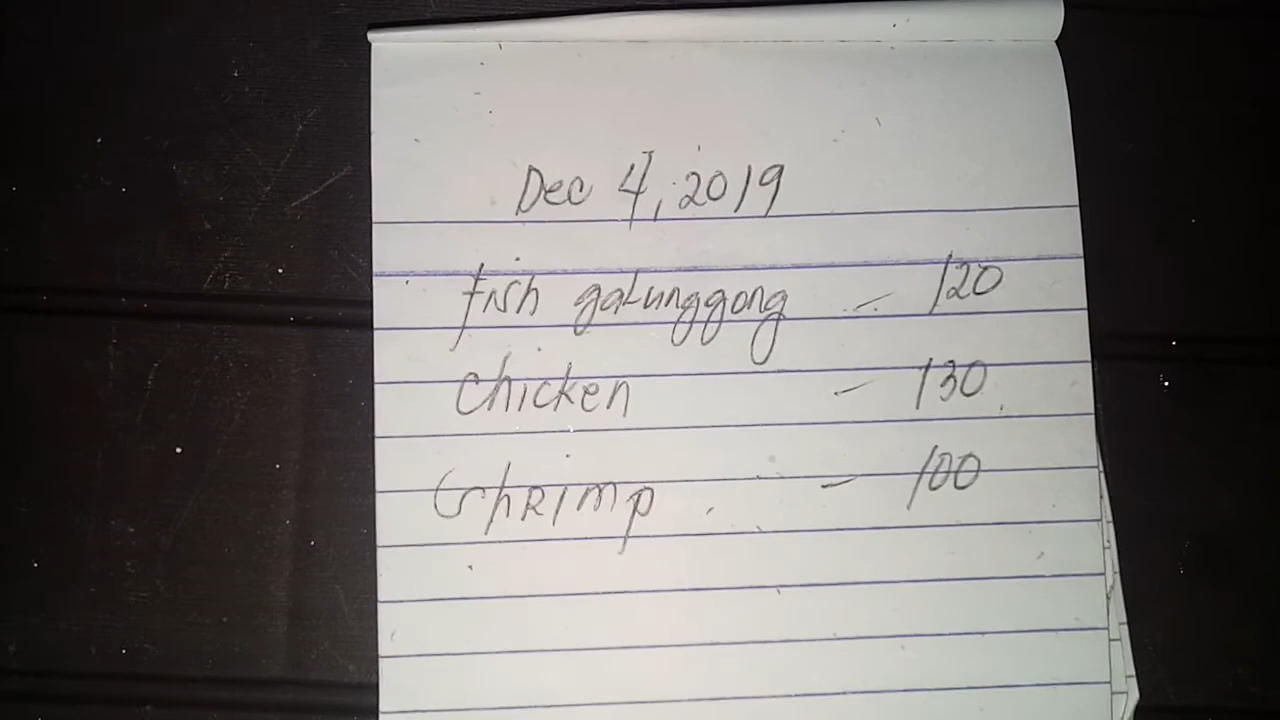 Dec 4, 2019
fish galunggong - 120
chicken - 130
Shrimp - 100